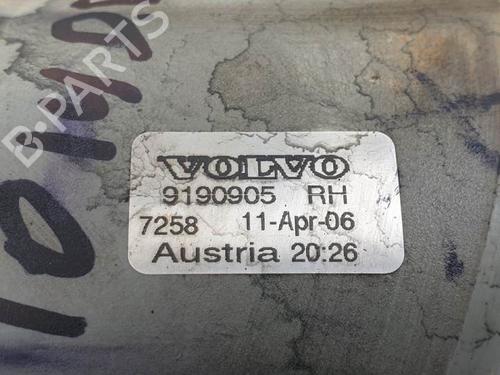 B-PARTS
VOLVO
9190905 RH
7258 11-Apr-06
Austria 20:26